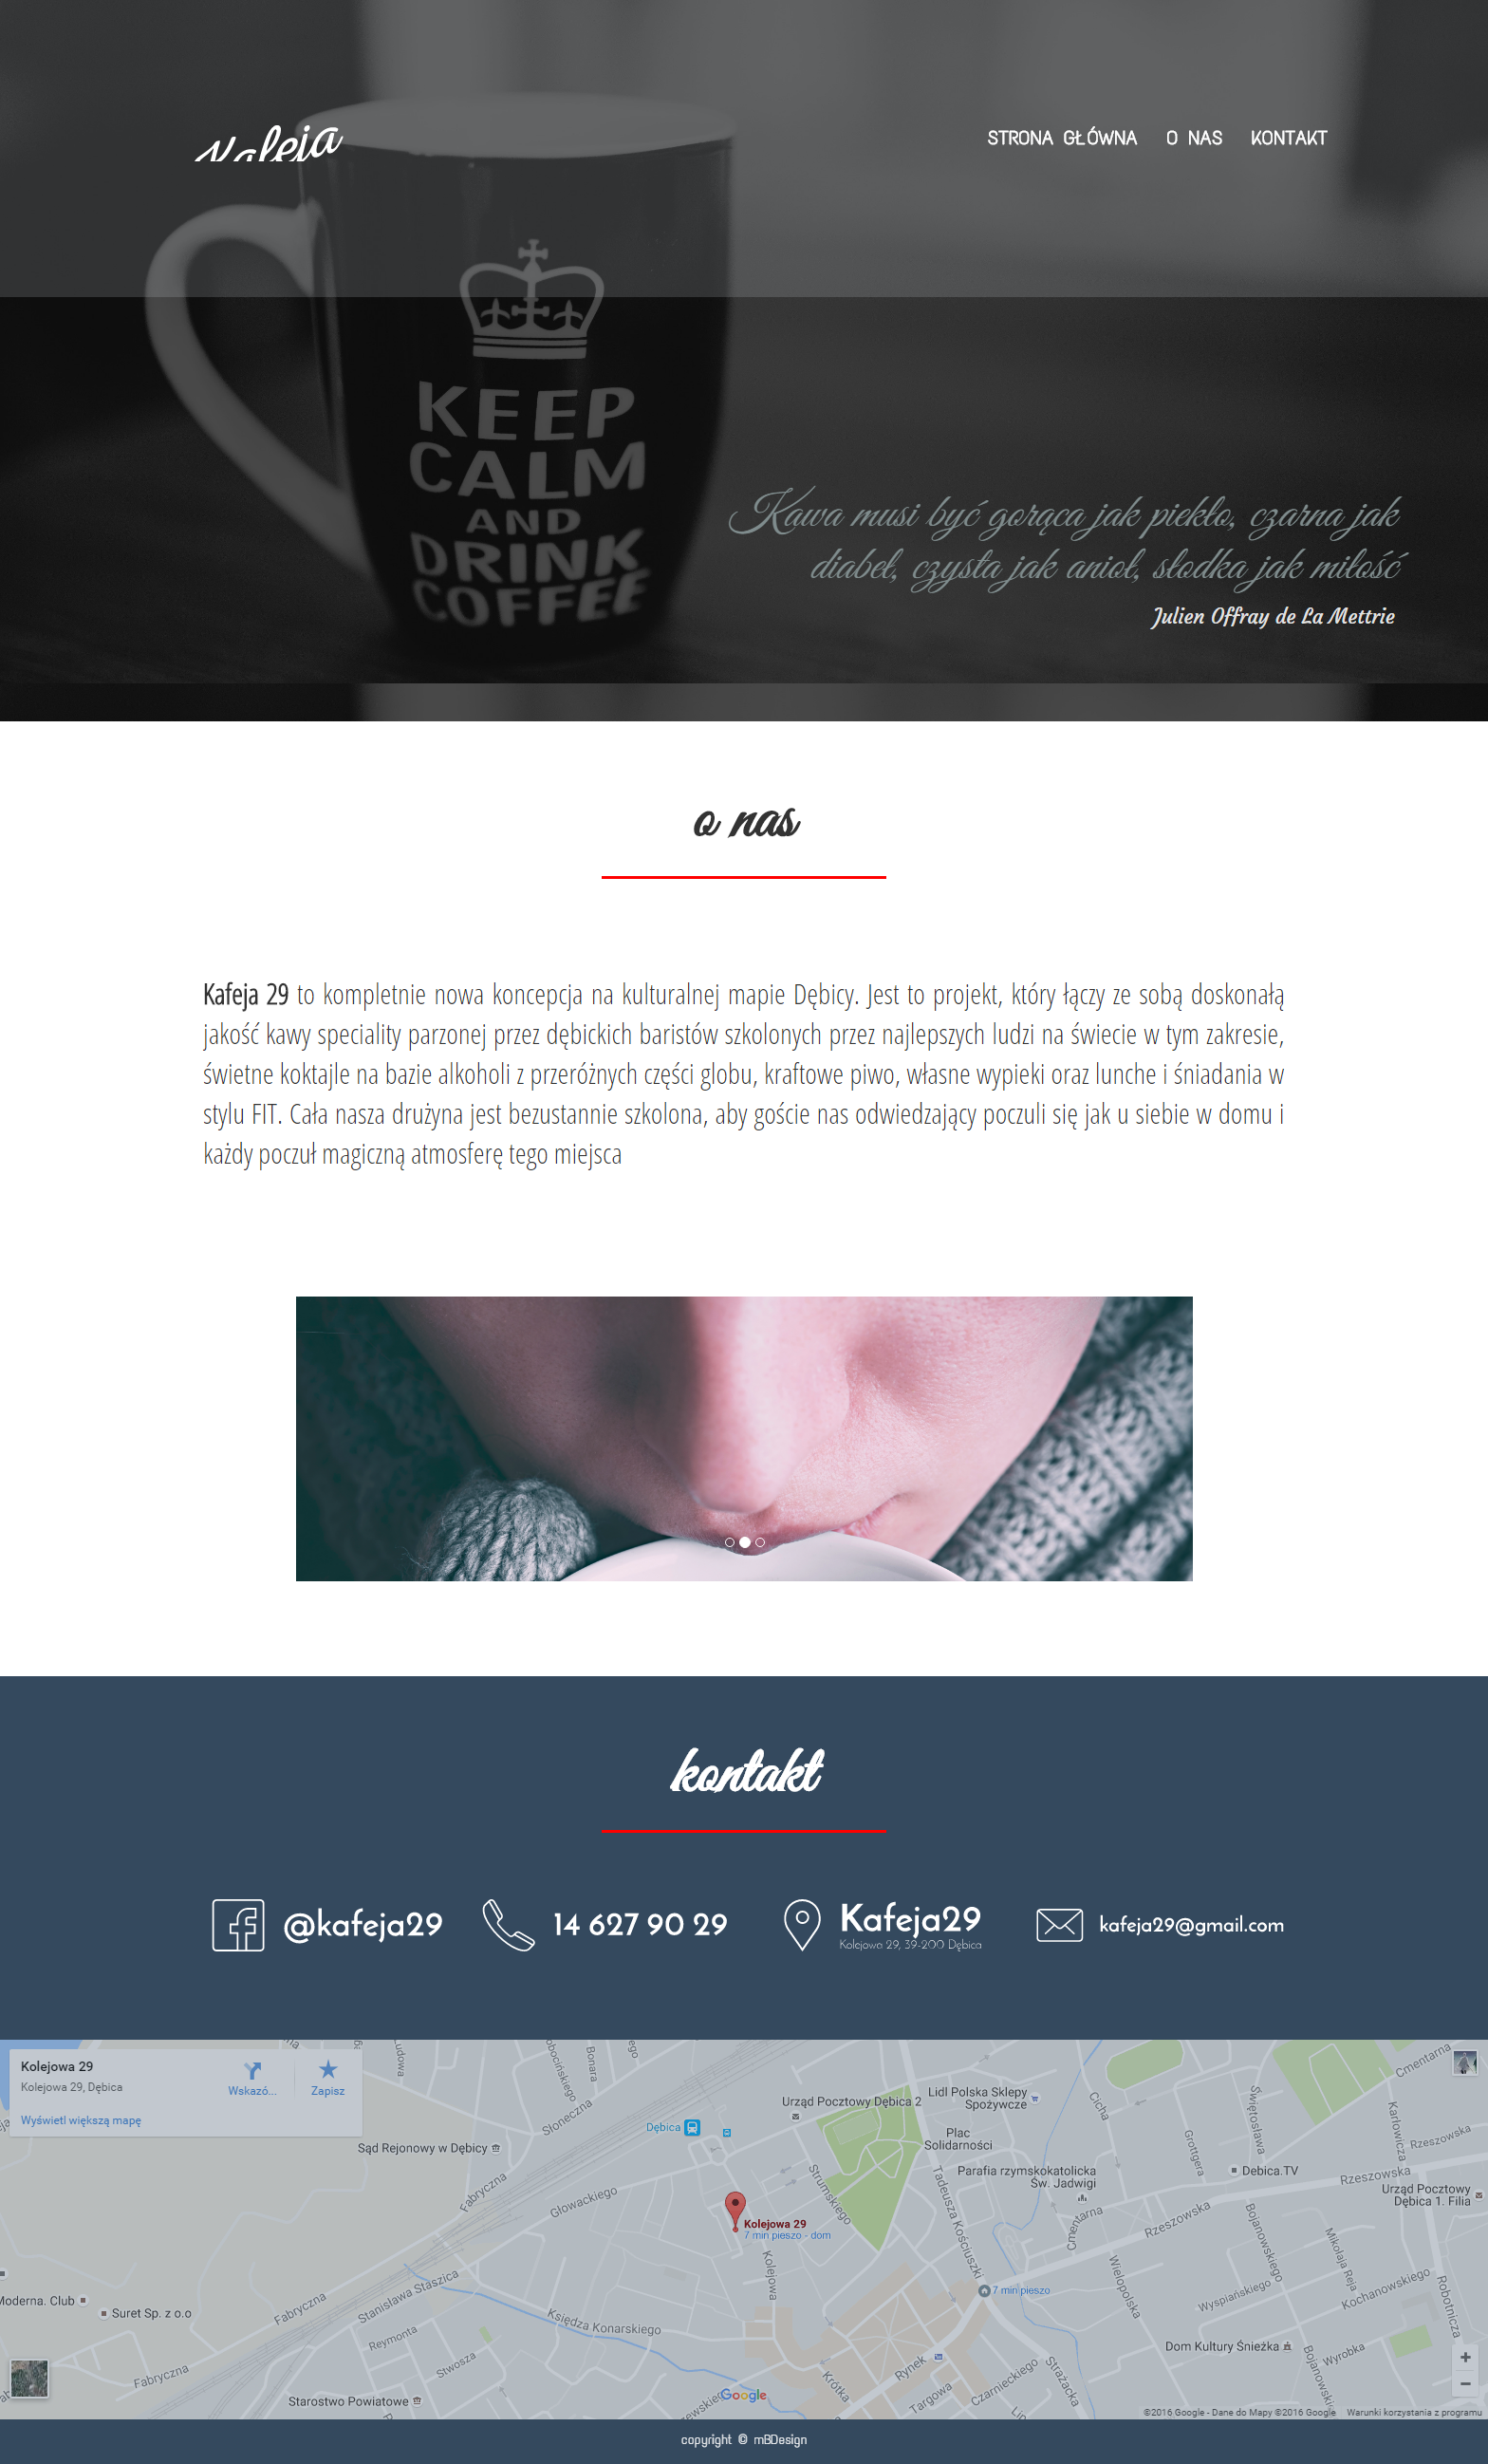 STRONA GŁÓWNA O NAS KONTAKT
KEEP
CALM
AND
DRINK
COFFEE
Kawa musi być gorąca jak piekło, czarna jak
diabeł, czysta jak anioł, słodka jak miłość
Julien Offray de La Mettrie
o nas
Kafeja 29 to kompletnie nowa koncepcja na kulturalnej mapie Dębicy. Jest to projekt, który łączy ze sobą doskonałą
jakość kawy speciality parzonej przez dębickich baristów szkolonych przez najlepszych ludzi na świecie w tym zakresie,
świetne koktajle na bazie alkoholi z przeróżnych części globu, kraftowe piwo, własne wypieki oraz lunche i śniadania w
stylu FIT. Cała nasza drużyna jest bezustannie szkolona, aby goście nas odwiedzający poczuli się jak u siebie w domu i
każdy poczuł magiczną atmosferę tego miejsca
kontakt
@kafeja29
14 627 90 29
Kafeja29
Kolejowa 29, 39-200 Dębica
kafeja29@gmail.com
Kolejowa 29
Kolejowa 29, Dębica
Wskazó...
Zapisz
Wyświetl większą mapę
Sąd Rejonowy w Dębicy
Słoneczna
Bonara
Dębica
Urząd Pocztowy Dębica 2
Lidl Polska Sklepy
Spożywcze
Plac
Solidarności
Parafia rzymskokatolicka
Św. Jadwigi
Cicha
Cmentarna
Świętosława
Grottgera
Karłowicza
Rzeszowska
Debica.TV
Rzeszowska
Urząd Pocztowy
Dębica 1. Filia
Fabryczna
Głowackiego
Strumskiego
Tadeusza Kościuszki
Cmentarna
Rzeszowska
Bojanowskiego
Mikołaja Reja
Kolejowa 29
7 min pieszo - dom
Kolejowa
7 min pieszo
Wielopolska
Wyspiańskiego
Kochanowskiego
Robotnicza
Moderna. Club
Suret Sp. z o.o
Fabryczna
Stanisława Staszica
Reymonta
Stwosza
Księdza Konarskiego
Dom Kultury Śnieżka
Wyrobka
Bojanowskie
Fabryczna
Starostwo Powiatowe
Krótka
Rynek
Targowa
Czarnieckiego
Strażacka
Google
©2016 Google - Dane do Mapy ©2016 Google
Warunki korzystania z programu
copyright © mBDesign